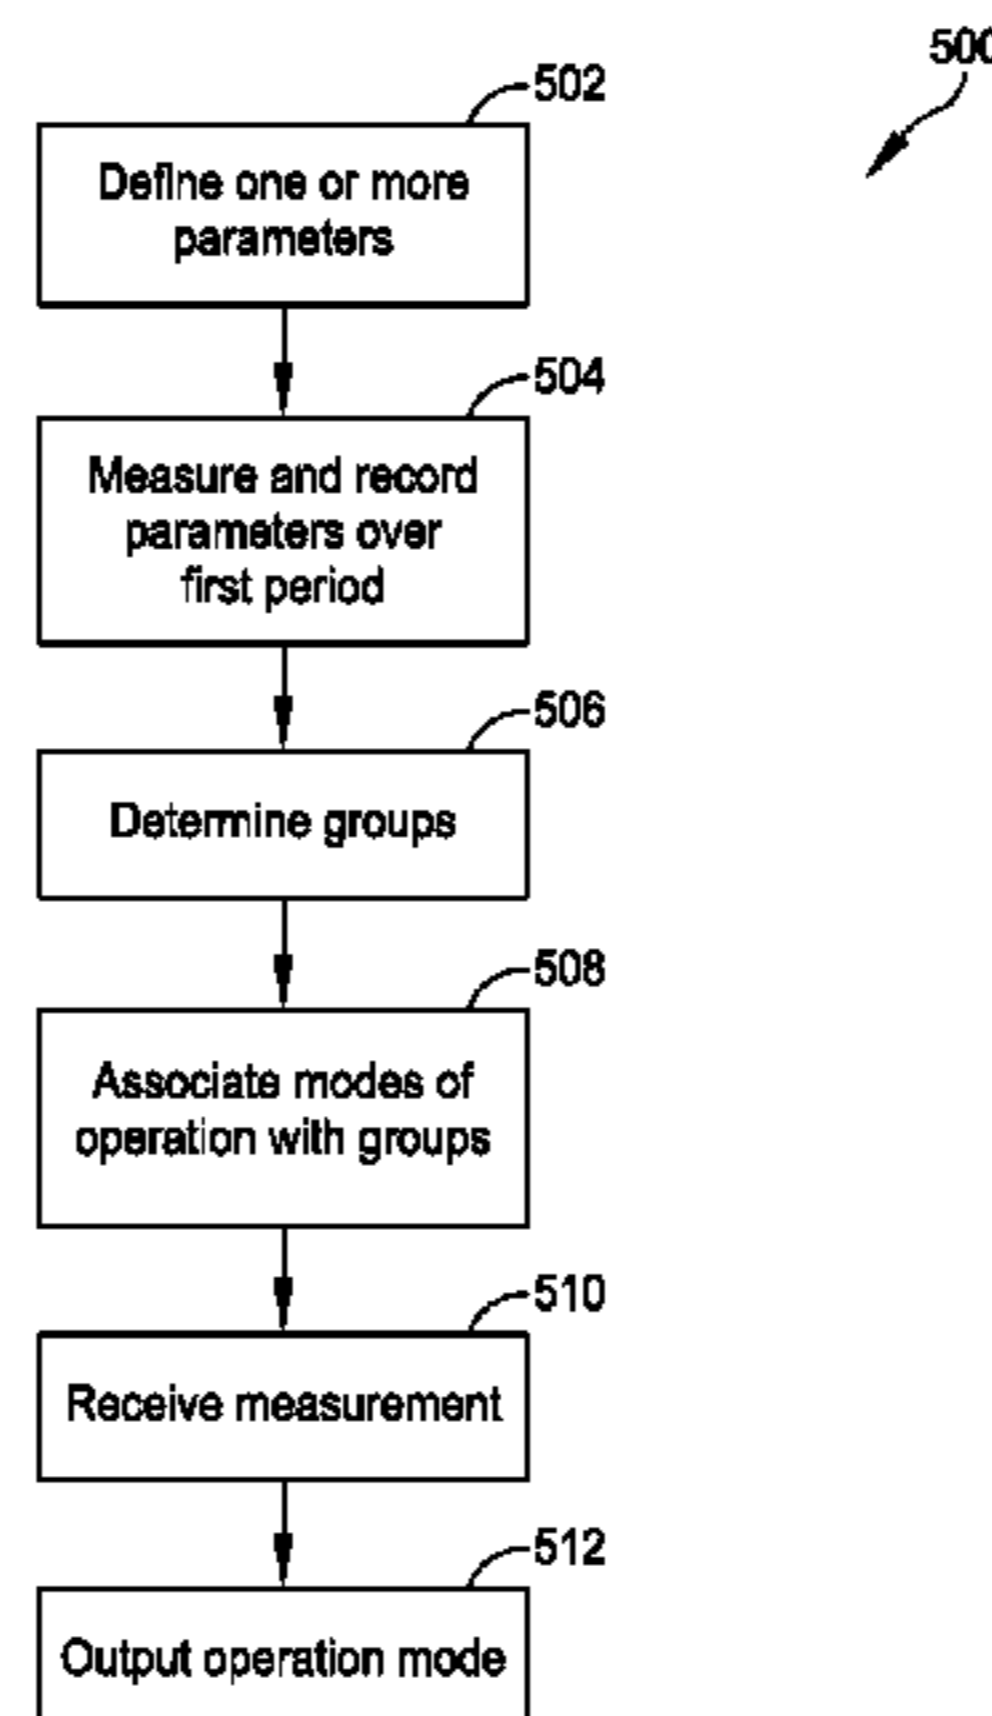 500
502
Define one or more
parameters
504
Measure and record
parameters over
first period
506
Determine groups
508
Associate modes of
operation with groups
510
Receive measurement
512
Output operation mode